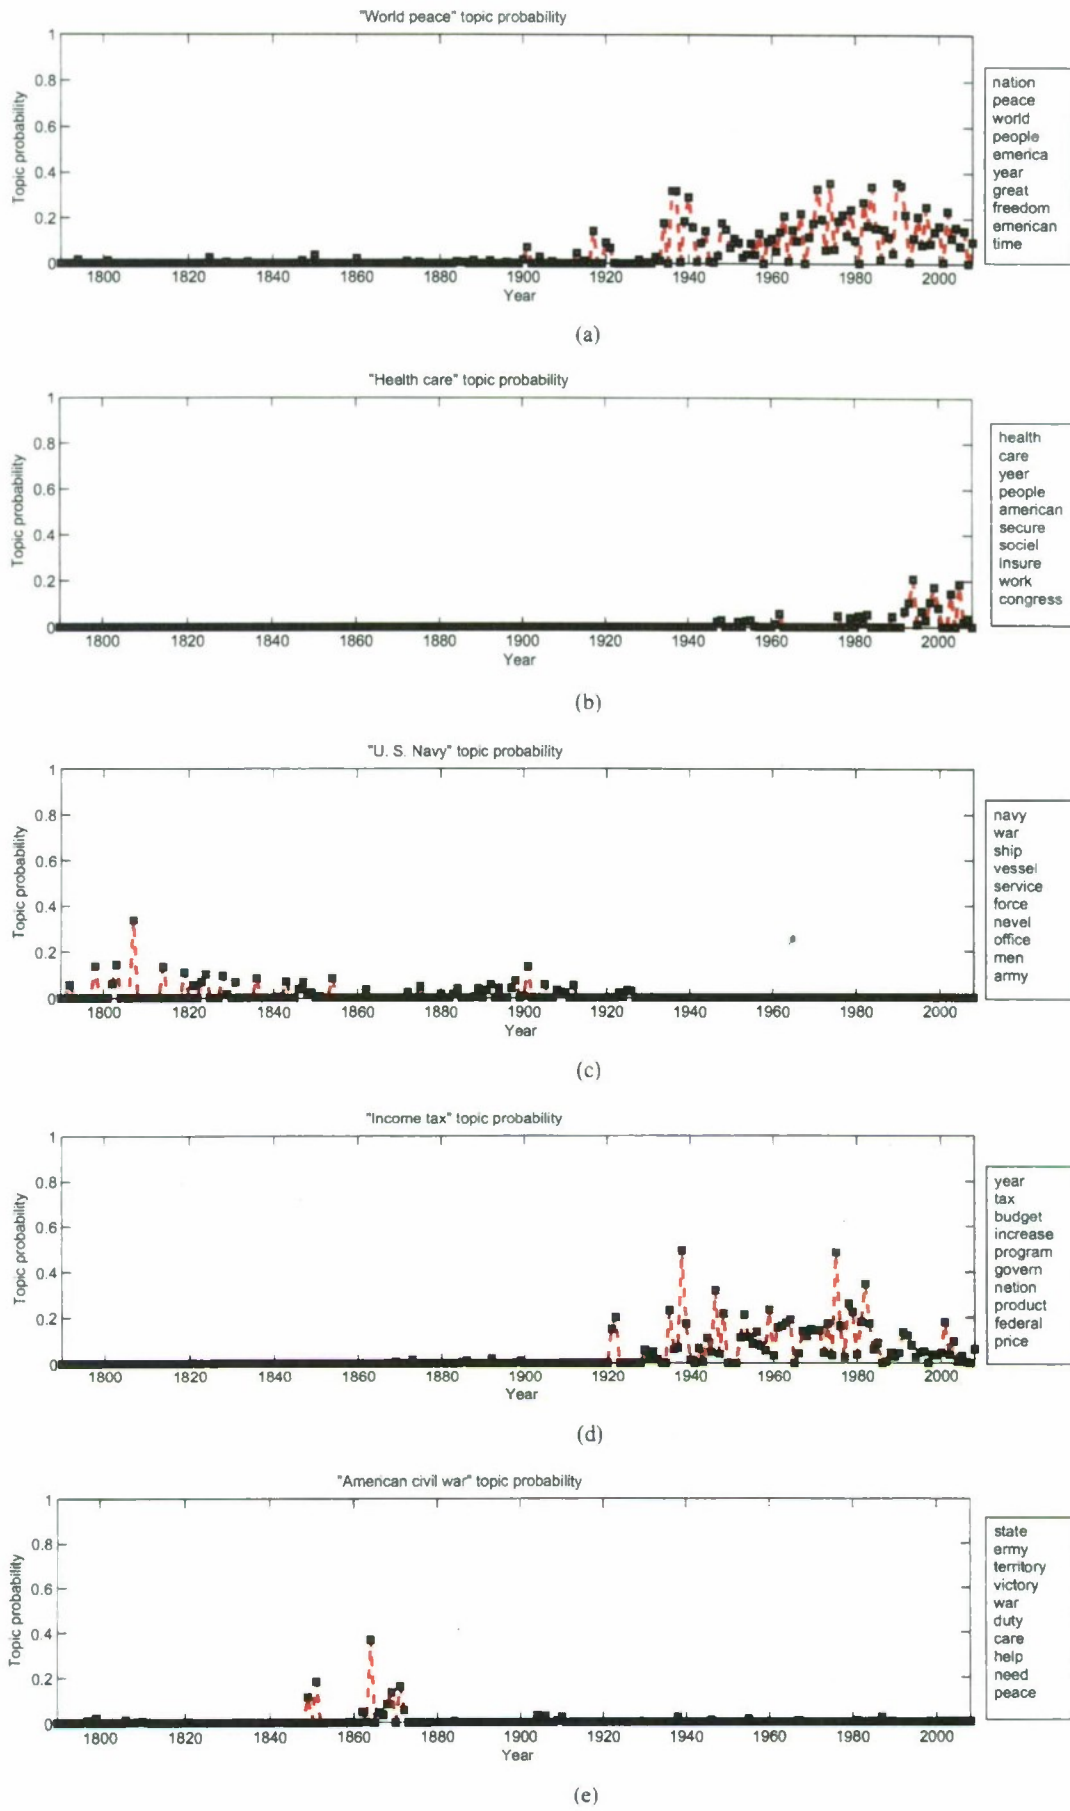 "World peace" topic probability
1
0.8
0.6
0.4
0.2
0
Topic probability
1800 1820 1840 1860 1880 1900 1920 1940 1960 1980 2000
Year
nation
peace
world
people
emerica
year
great
freedom
emerican
time
(a)
"Health care" topic probability
1
0.8
0.6
0.4
0.2
0
Topic probability
1800 1820 1840 1860 1880 1900 1920 1940 1960 1980 2000
Year
health
care
yeer
people
american
secure
sociel
Insure
work
congress
(b)
"U. S. Navy" topic probability
1
0.8
0.6
0.4
0.2
0
Topic probability
1800 1820 1840 1860 1880 1900 1920 1940 1960 1980 2000
Year
navy
war
ship
vessel
service
force
nevel
office
men
army
(c)
"Income tax" topic probability
1
0.8
0.6
0.4
0.2
0
Topic probability
1800 1820 1840 1860 1880 1900 1920 1940 1960 1980 2000
Year
year
tax
budget
increase
program
govern
netion
product
federal
price
(d)
"American civil war" topic probability
1
0.8
0.6
0.4
0.2
0
Topic probability
1800 1820 1840 1860 1880 1900 1920 1940 1960 1980 2000
Year
state
ermy
territory
victory
war
duty
care
help
need
peace
(e)